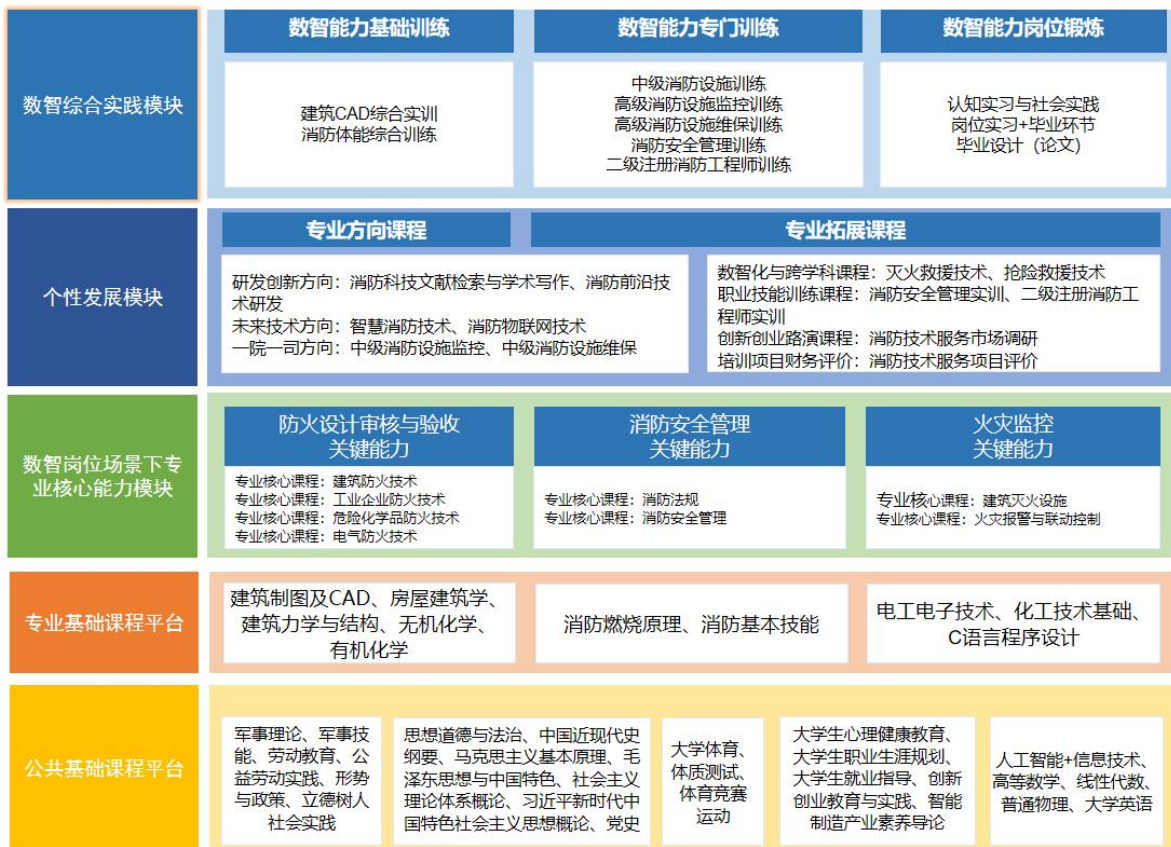 数智综合实践模块
数智能力基础训练
建筑CAD综合实训
消防体能综合训练
数智能力专门训练
中级消防设施训练
高级消防设施监控训练
高级消防设施维保训练
消防安全管理训练
二级注册消防工程师训练
数智能力岗位锻炼
认知实习与社会实践
岗位实习+毕业环节
毕业设计（论文）
个性发展模块
专业方向课程
研发创新方向：消防科技文献检索与学术写作、消防前沿技
术研发
未来技术方向：智慧消防技术、消防物联网技术
一院一司方向：中级消防设施监控、中级消防设施维保
专业拓展课程
数智化与跨学科课程：灭火救援技术、抢险救援技术
职业技能训练课程：消防安全管理实训、二级注册消防工
程师实训
创新创业路演课程：消防技术服务市场调研
培训项目财务评价：消防技术服务项目评价
数智岗位场景下专
业核心能力模块
防火设计审核与验收
关键能力
专业核心课程：建筑防火技术
专业核心课程：工业企业防火技术
专业核心课程：危险化学品防火技术
专业核心课程：电气防火技术
消防安全管理
关键能力
专业核心课程：消防法规
专业核心课程：消防安全管理
火灾监控
关键能力
专业核心课程：建筑灭火设施
专业核心课程：火灾报警与联动控制
专业基础课程平台
建筑制图及CAD、房屋建筑学、
建筑力学与结构、无机化学、
有机化学
消防燃烧原理、消防基本技能
电工电子技术、化工技术基础、
C语言程序设计
公共基础课程平台
军事理论、军事技
能、劳动教育、公
益劳动实践、形势
与政策、立德树人
社会实践
思想道德与法治、中国近现代史
纲要、马克思主义基本原理、毛
泽东思想与中国特色、社会主义
理论体系概论、习近平新时代中
国特色社会主义思想概论、党史
大学体育、
体质测试、
体育竞赛
运动
大学生心理健康教育、
大学生职业生涯规划、
大学生就业指导、创新
创业教育与实践、智能
制造产业素养导论
人工智能+信息技术、
高等数学、线性代数、
普通物理、大学英语